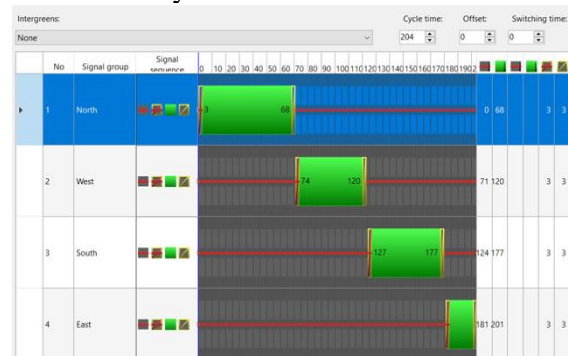 Intergreens: Cycle time: Offset: Switching time:
None 204 0 0
No Signal group Signal sequence 0 10 20 30 40 50 60 70 80 90 100 110 120 130 140 150 160 170 180 190 2
1 North 3 68 0 68 3 3
2 West 74 120 71 120 3 3
3 South 127 177 124 177 3 3
4 East 181 201 3 3